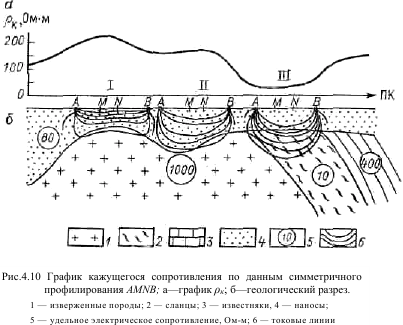 а
ρк, Ом·м
200
100
0
I
II
III
A M N B
A M N B
A M N B
ПК
б
80
1000
10
400
1
2
3
4
10
5
6
Рис.4.10 График кажущегося сопротивления по данным симметричного
профилирования AMNB; а—график ρк; б—геологический разрез.
1 — изверженные породы; 2 — сланцы; 3 — известняки, 4 — наносы;
5 — удельное электрическое сопротивление, Ом-м; 6 — токовые линии